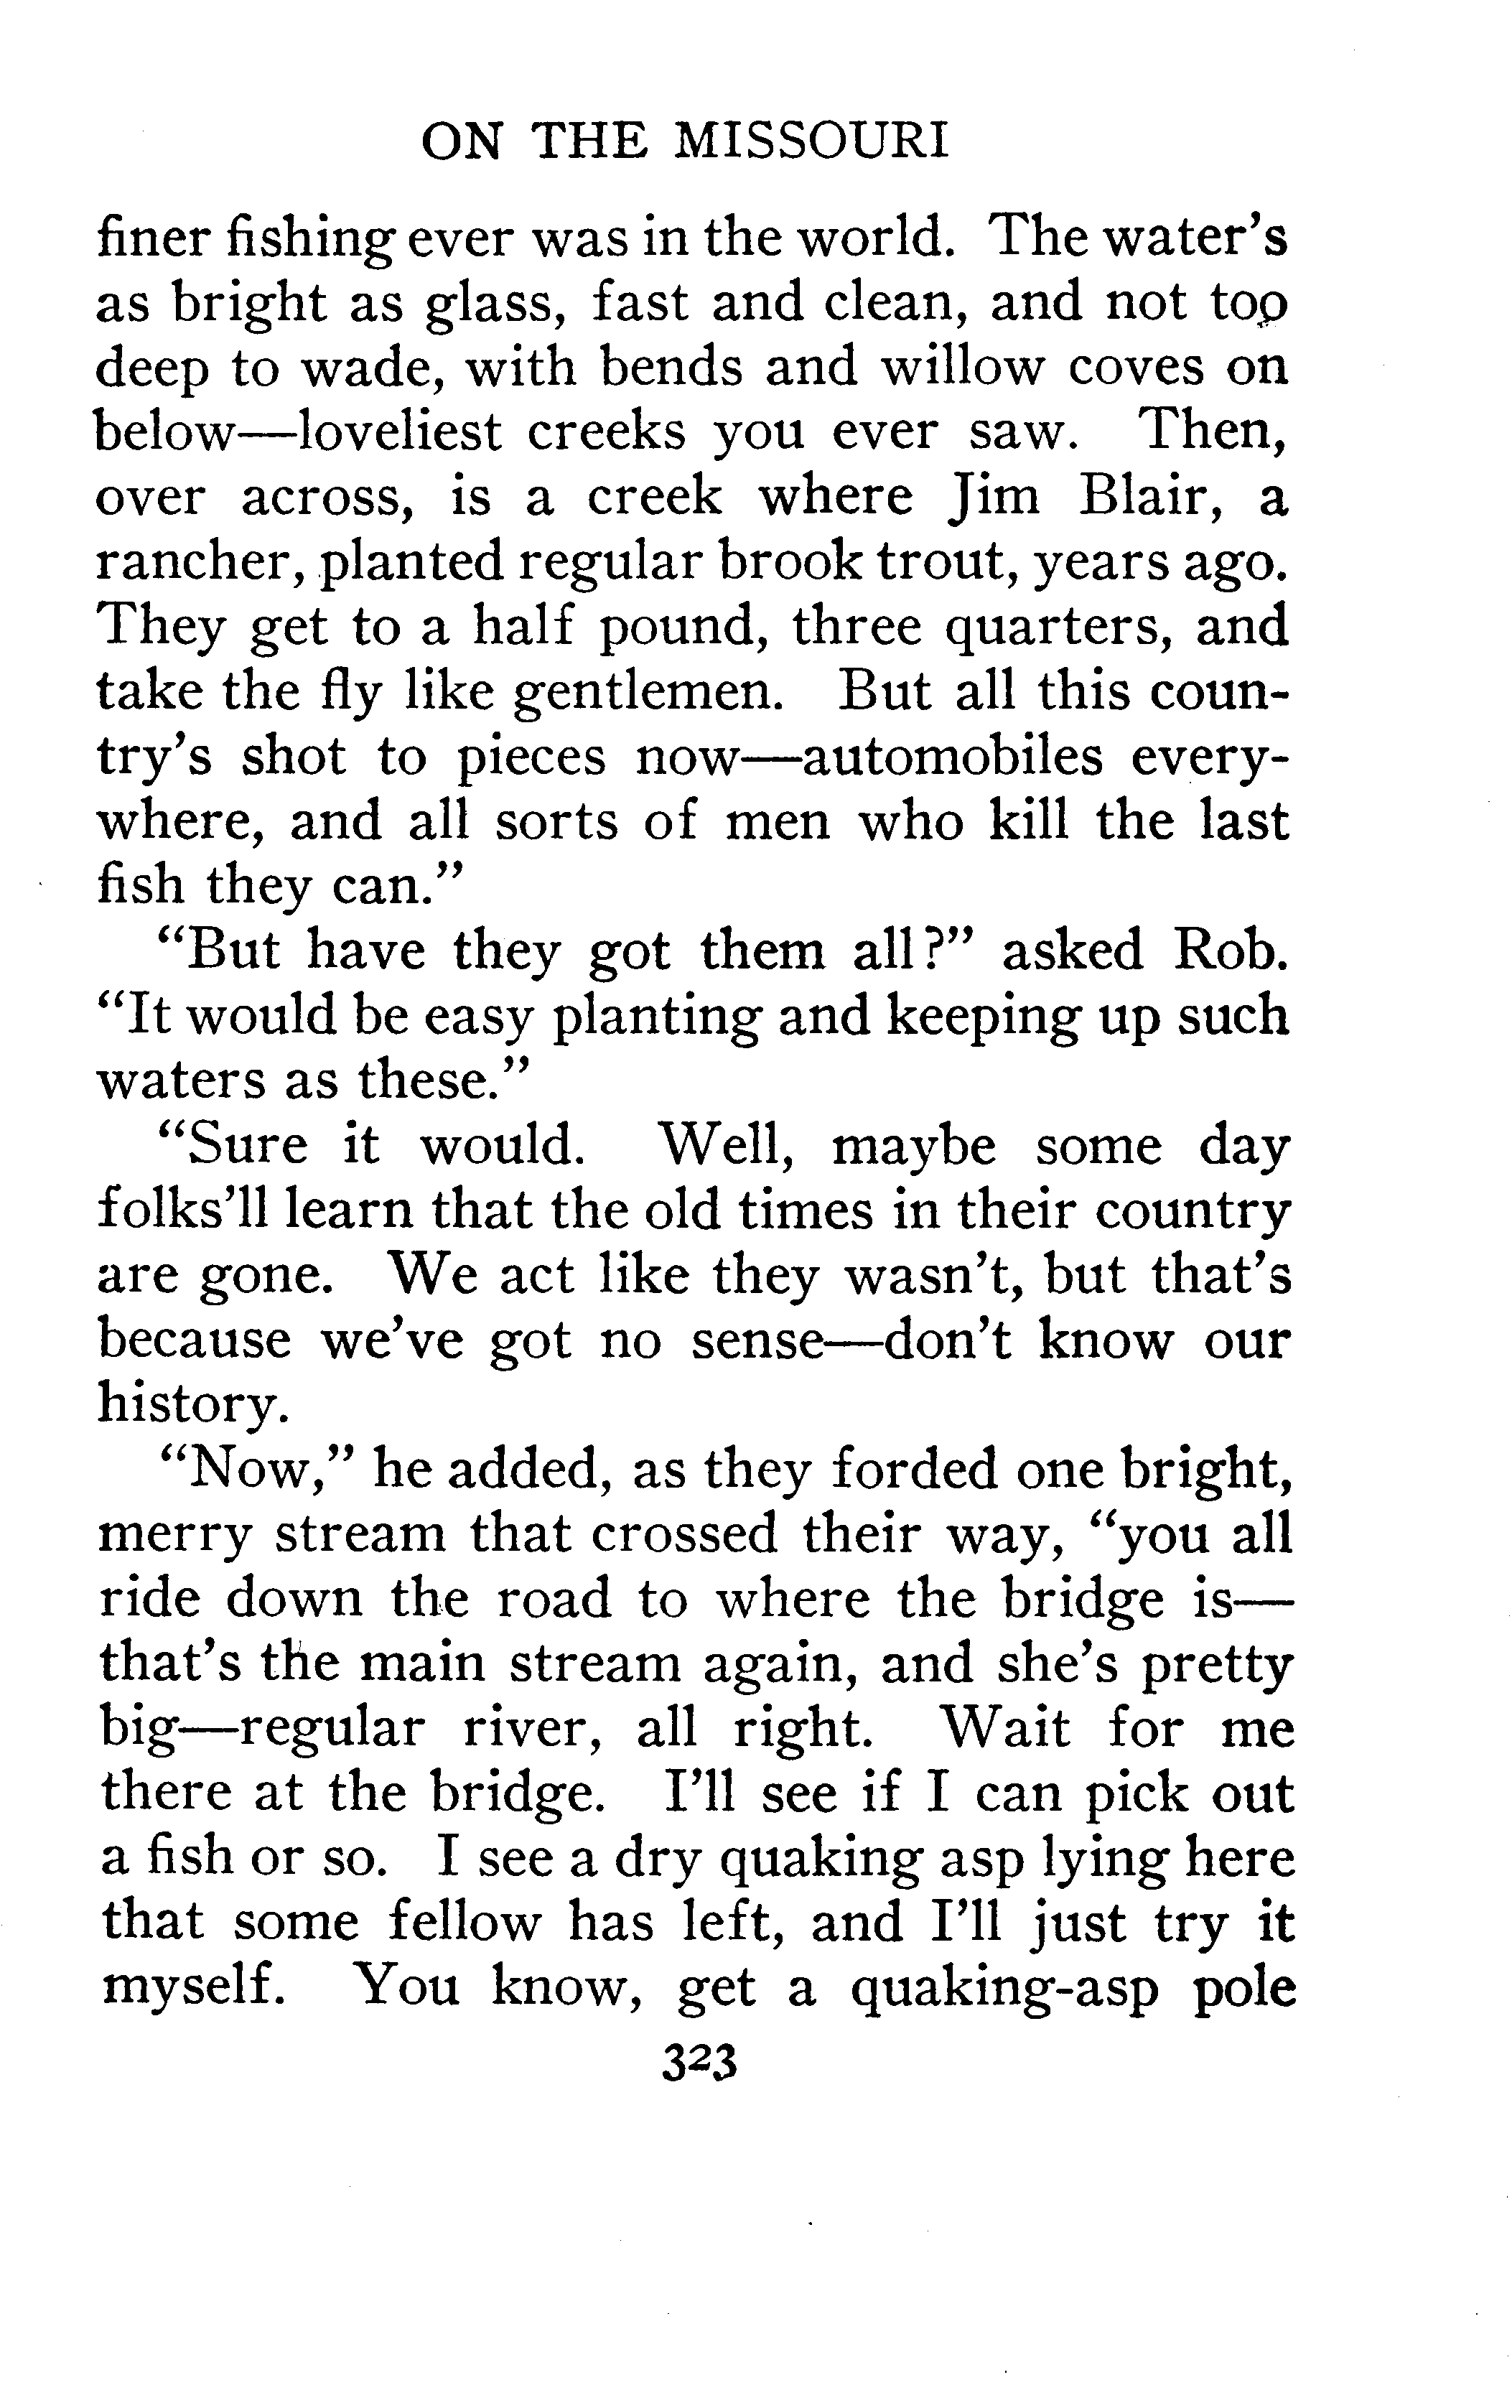 ON THE MISSOURI
finer fishing ever was in the world. The water's
as bright as glass, fast and clean, and not too
deep to wade, with bends and willow coves on
below—loveliest creeks you ever saw. Then,
over across, is a creek where Jim Blair, a
rancher, planted regular brook trout, years ago.
They get to a half pound, three quarters, and
take the fly like gentlemen. But all this coun-
try's shot to pieces now—automobiles every-
where, and all sorts of men who kill the last
fish they can."
"But have they got them all?" asked Rob.
"It would be easy planting and keeping up such
waters as these."
"Sure it would. Well, maybe some day
folks'll learn that the old times in their country
are gone. We act like they wasn't, but that's
because we've got no sense—don't know our
history.
"Now," he added, as they forded one bright,
merry stream that crossed their way, "you all
ride down the road to where the bridge is—
that's the main stream again, and she's pretty
big—regular river, all right. Wait for me
there at the bridge. I'll see if I can pick out
a fish or so. I see a dry quaking asp lying here
that some fellow has left, and I'll just try it
myself. You know, get a quaking-asp pole
323